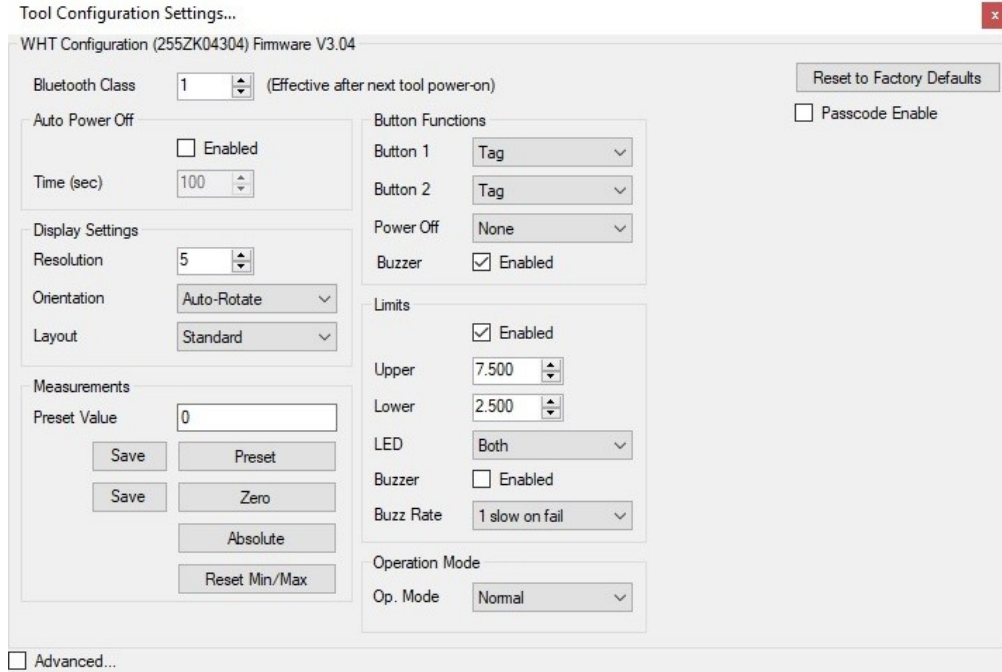 Tool Configuration Settings...
x
WHT Configuration (255ZK04304) Firmware V3.04
Bluetooth Class 1 (Effective after next tool power-on)
Reset to Factory Defaults
Passcode Enable
Auto Power Off
Enabled
Time (sec) 100
Display Settings
Resolution 5
Orientation Auto-Rotate
Layout Standard
Measurements
Preset Value 0
Save Preset
Save Zero
Absolute
Reset Min/Max
Button Functions
Button 1 Tag
Button 2 Tag
Power Off None
Buzzer Enabled
Limits
Enabled
Upper 7.500
Lower 2.500
LED Both
Buzzer Enabled
Buzz Rate 1 slow on fail
Operation Mode
Op. Mode Normal
Advanced...